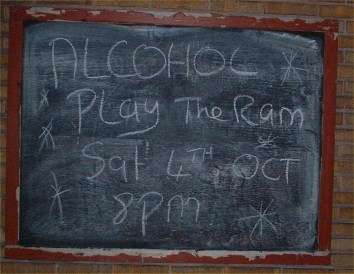 ALCOHOL
Play The Ram
Sat 4TH OCT
8pm